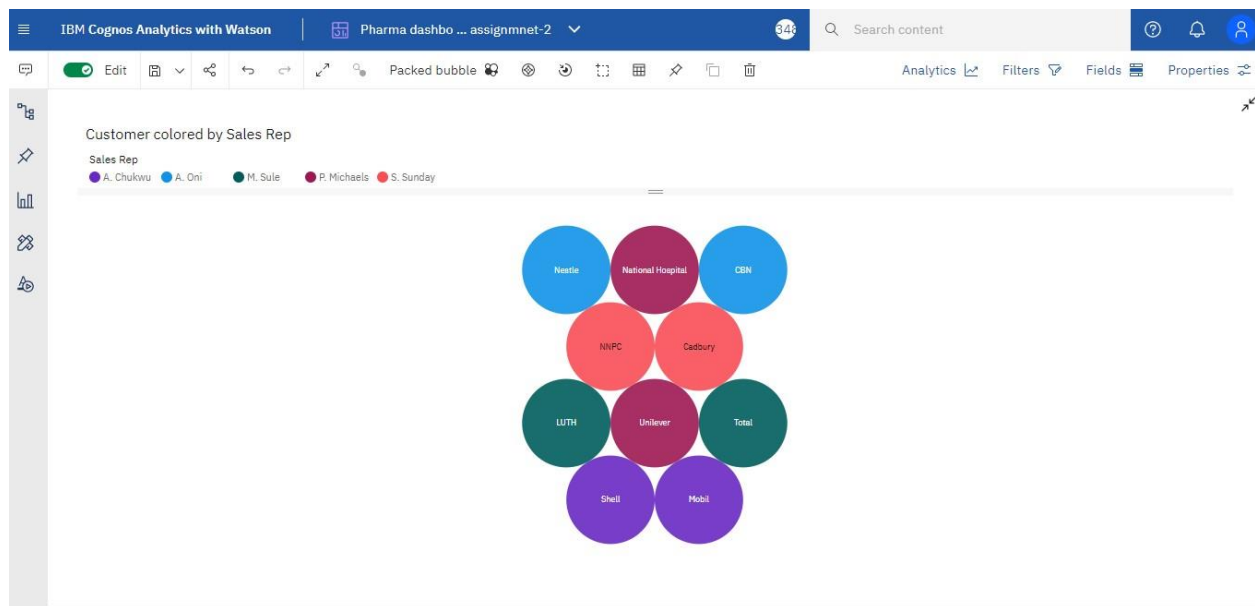 IBM Cognos Analytics with Watson
Pharma dashbo ... assignmnet-2
348
Search content
Edit
Packed bubble
Analytics
Filters
Fields
Properties
Customer colored by Sales Rep
Sales Rep
A. Chukwu A. Oni M. Sule P. Michaels S. Sunday
Nestle National Hospital CBN
NNPC Cadbury
LUTH Unilever Total
Shell Mobil